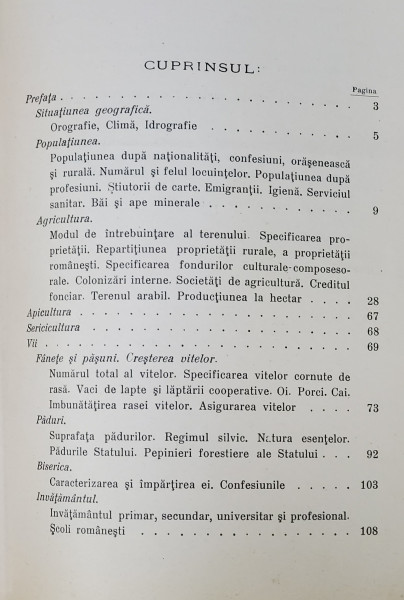 CUPRINSUL:
Pagina
Prefaţa . . . . . . . . . . . . . . . . . . . . . 3
Situaţiunea geografică.
Orografie, Climă, Idrografie . . . . . . . . . . . 5
Populaţiunea.
Populaţiunea după naţionalităţi, confesiuni, orăşenească
şi rurală. Numărul şi felul locuinţelor. Populaţiunea după
profesiuni. Ştiutorii de carte. Emigranţii. Igienă. Serviciul
sanitar. Băi şi ape minerale . . . . . . . . . . . . 9
Agricultura.
Modul de întrebuinţare al terenului. Specificarea pro-
prietăţii. Repartiţiunea proprietăţii rurale, a proprietăţii
româneşti. Specificarea fondurilor culturale-composeso-
rale. Colonizări interne. Societăţi de agricultură. Creditul
fonciar. Terenul arabil. Producţiunea la hectar . . . . 28
Apicultura . . . . . . . . . . . . . . . . . . . . 67
Sericicultura . . . . . . . . . . . . . . . . . . . 68
Vii . . . . . . . . . . . . . . . . . . . . . . . 69
Fâneţe şi păşuni. Creşterea vitelor.
Numărul total al vitelor. Specificarea vitelor cornute de
rasă. Vaci de lapte şi lăptării cooperative. Oi. Porci. Cai.
Imbunătăţirea rasei vitelor. Asigurarea vitelor . . . . 73
Păduri.
Suprafaţa pădurilor. Regimul silvic. Natura esenţelor.
Pădurile Statului. Pepinieri forestiere ale Statului . . . 92
Biserica.
Caracterizarea şi împărţirea ei. Confesiunile . . . . . 103
Invăţământul.
Invăţământul primar, secundar, universitar şi profesional.
Şcoli româneşti . . . . . . . . . . . . . . . . . 108